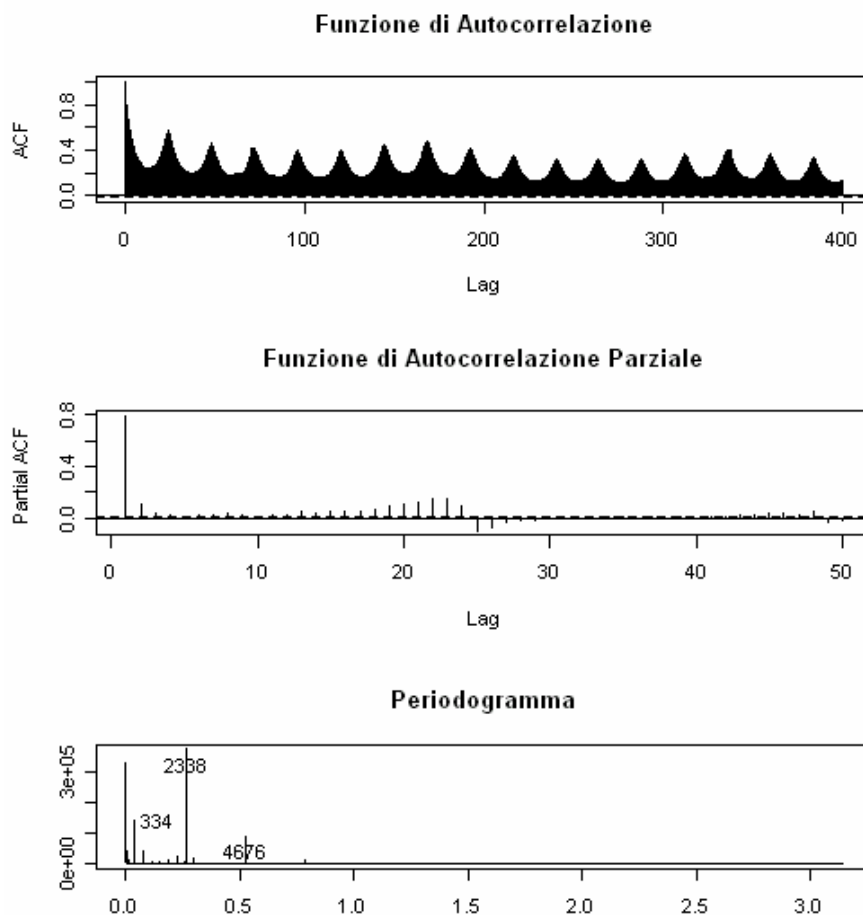 Funzione di Autocorrelazione
ACF
0.0 0.4 0.8
0 100 200 300 400
Lag
Funzione di Autocorrelazione Parziale
Partial ACF
0.0 0.4 0.8
0 10 20 30 40 50
Lag
Periodogramma
0e+00 3e+05
2338
334
4676
0.0 0.5 1.0 1.5 2.0 2.5 3.0